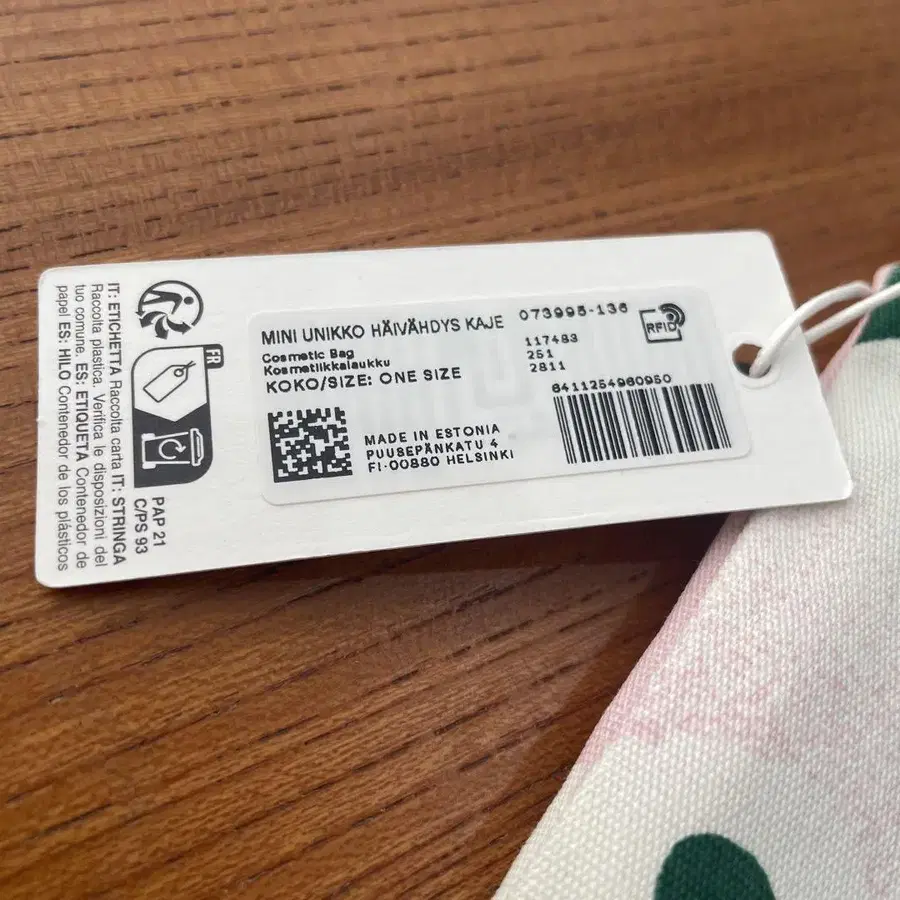 MINI UNIKKO HÄIVÄHDYS KAJE
Cosmetic Bag
Kosmetiikkalaukku
KOKO/SIZE: ONE SIZE
073995-136
117483
251
2811
RFID
6411254960950
MADE IN ESTONIA
PUUSEPÄNKATU 4
FI-00880 HELSINKI
FR
PAP 21
C/PS 93
IT: ETICHETTA Raccolta carta IT: STRINGA
Raccolta plastica. Verifica le disposizioni del
tuo comune. ES: ETIQUETA Contenedor de
papel ES: HILO Contenedor de los plásticos